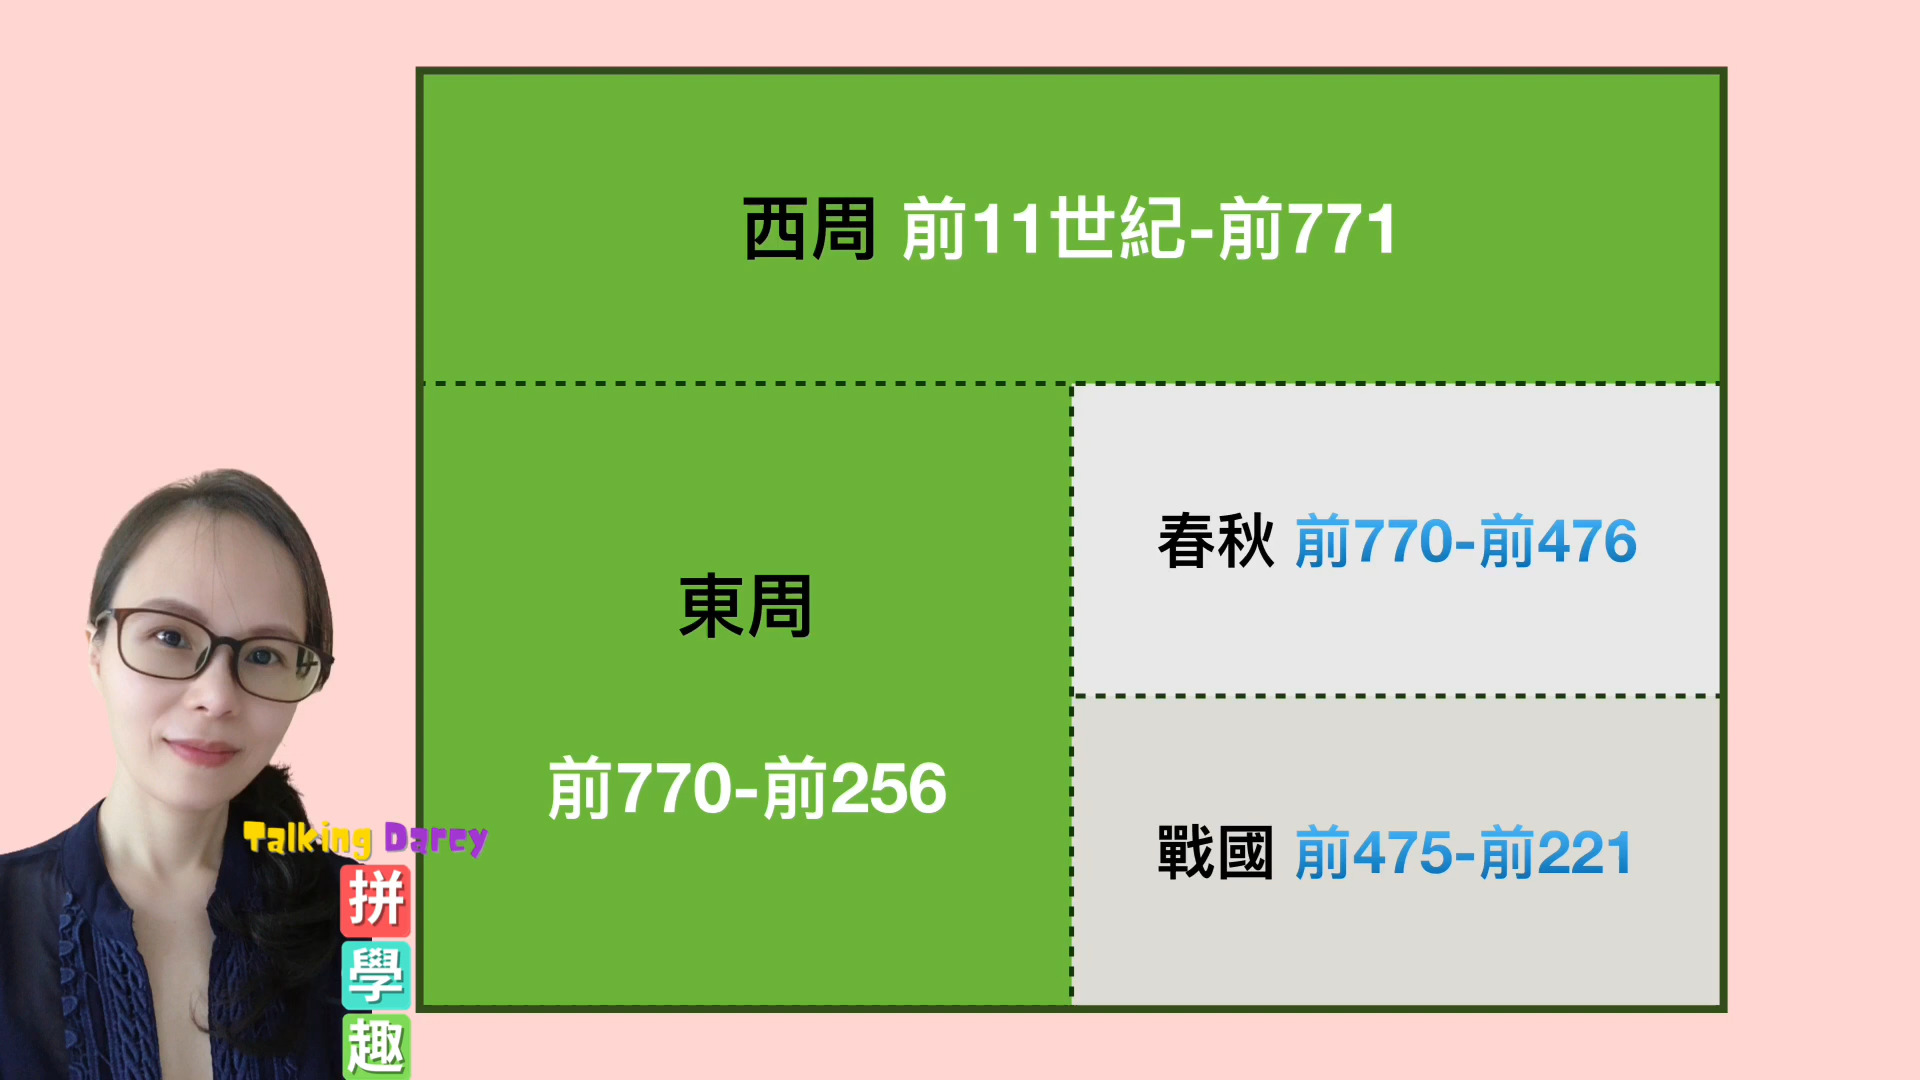 西周 前11世紀-前771
東周
前770-前256
春秋 前770-前476
戰國 前475-前221
Talking Darcy
拼
學
趣